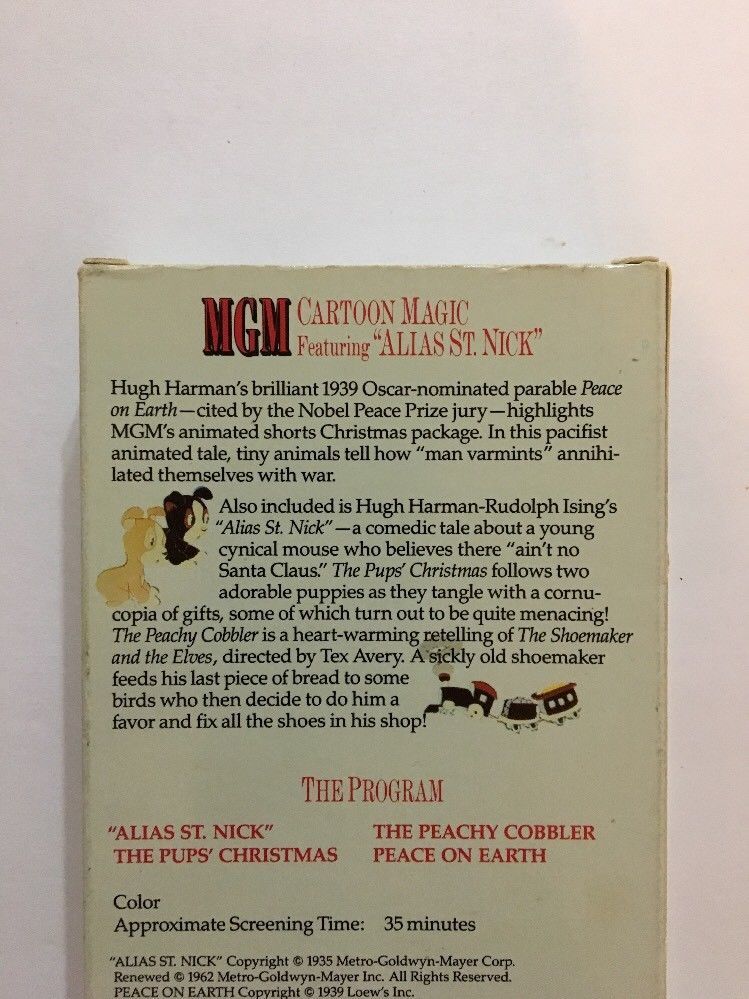 MGM CARTOON MAGIC
Featuring "ALIAS ST. NICK"
Hugh Harman's brilliant 1939 Oscar-nominated parable Peace
on Earth—cited by the Nobel Peace Prize jury—highlights
MGM's animated shorts Christmas package. In this pacifist
animated tale, tiny animals tell how "man varmints" annihi-
lated themselves with war.
Also included is Hugh Harman-Rudolph Ising's
"Alias St. Nick"—a comedic tale about a young
cynical mouse who believes there "ain't no
Santa Claus." The Pups' Christmas follows two
adorable puppies as they tangle with a cornu-
copia of gifts, some of which turn out to be quite menacing!
The Peachy Cobbler is a heart-warming retelling of The Shoemaker
and the Elves, directed by Tex Avery. A sickly old shoemaker
feeds his last piece of bread to some
birds who then decide to do him a
favor and fix all the shoes in his shop!
THE PROGRAM
"ALIAS ST. NICK" THE PEACHY COBBLER
THE PUPS' CHRISTMAS PEACE ON EARTH
Color
Approximate Screening Time: 35 minutes
"ALIAS ST. NICK" Copyright © 1935 Metro-Goldwyn-Mayer Corp.
Renewed © 1962 Metro-Goldwyn-Mayer Inc. All Rights Reserved.
PEACE ON EARTH Copyright © 1939 Loew's Inc.